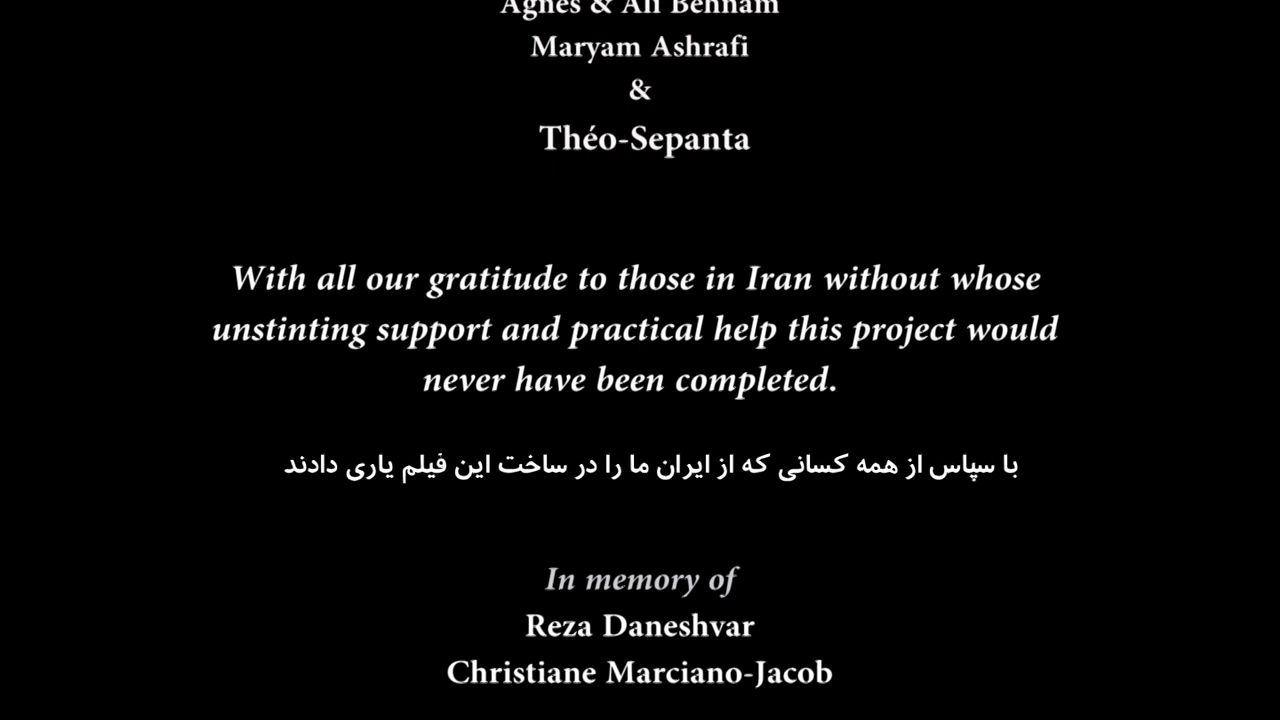 Agnès & Ali Behnam
Maryam Ashrafi
&
Théo-Sepanta
With all our gratitude to those in Iran without whose
unstinting support and practical help this project would
never have been completed.
با سپاس از همه کسانی که از ایران ما را در ساخت این فیلم یاری دادند
In memory of
Reza Daneshvar
Christiane Marciano-Jacob